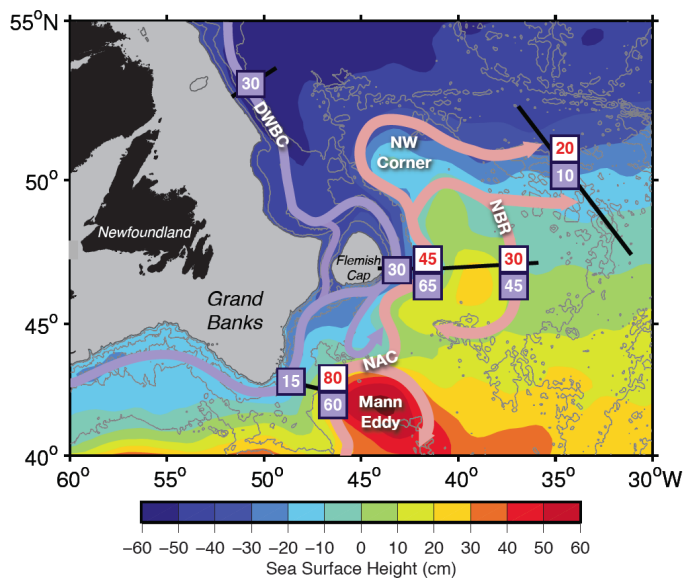 55°N
50°
45°
40°
60°
55°
50°
45°
40°
35°
30°W
30
DWBC
NW
Corner
20
10
Newfoundland
NBR
Flemish
Cap
30
45
65
30
45
Grand
Banks
NAC
15
80
60
Mann
Eddy
−60 −50 −40 −30 −20 −10 0 10 20 30 40 50 60
Sea Surface Height (cm)